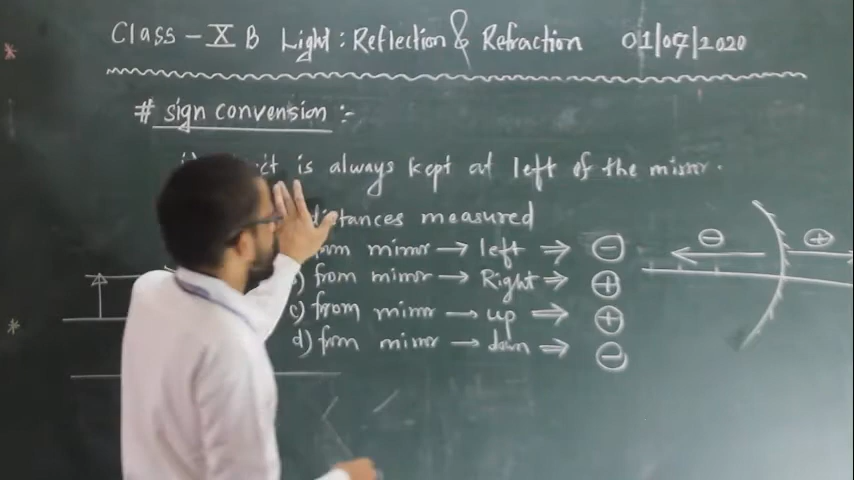 Class - X B Light : Reflection & Refraction 01/07/2020
# sign convension :-
is always kept at left of the mirror.
distances measured
from mirror → left ⇒ ⊖
from mirror → Right ⇒ ⊕
c) from mirror → up ⇒ ⊕
d) from mirror → down ⇒ ⊖
⊖ ⊕